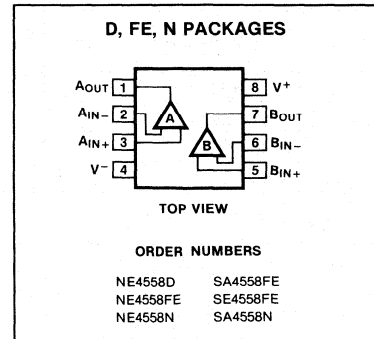 D, FE, N PACKAGES
AOUT 1
8 V+
AIN− 2
A
7 BOUT
AIN+ 3
B
6 BIN−
V− 4
5 BIN+
TOP VIEW
ORDER NUMBERS
NE4558D SA4558FE
NE4558FE SE4558FE
NE4558N SA4558N